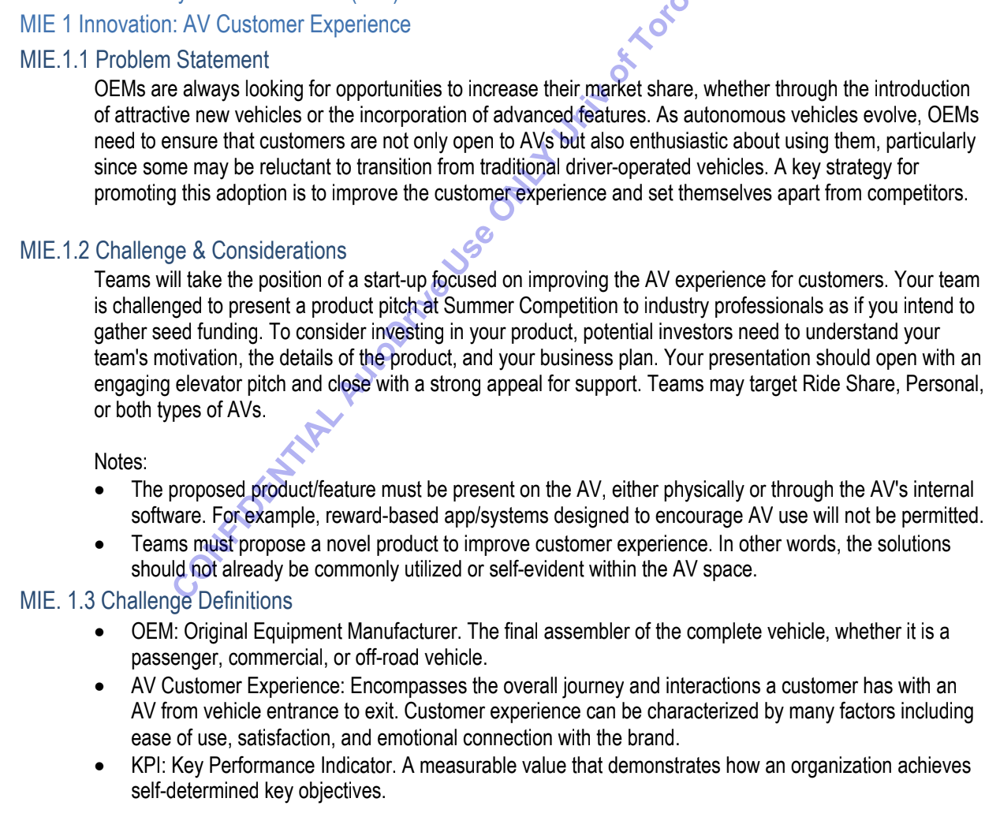 MIE 1 Innovation: AV Customer Experience
MIE.1.1 Problem Statement
OEMs are always looking for opportunities to increase their market share, whether through the introduction
of attractive new vehicles or the incorporation of advanced features. As autonomous vehicles evolve, OEMs
need to ensure that customers are not only open to AVs but also enthusiastic about using them, particularly
since some may be reluctant to transition from traditional driver-operated vehicles. A key strategy for
promoting this adoption is to improve the customer experience and set themselves apart from competitors.
MIE.1.2 Challenge & Considerations
Teams will take the position of a start-up focused on improving the AV experience for customers. Your team
is challenged to present a product pitch at Summer Competition to industry professionals as if you intend to
gather seed funding. To consider investing in your product, potential investors need to understand your
team's motivation, the details of the product, and your business plan. Your presentation should open with an
engaging elevator pitch and close with a strong appeal for support. Teams may target Ride Share, Personal,
or both types of AVs.
Notes:
• The proposed product/feature must be present on the AV, either physically or through the AV's internal
software. For example, reward-based app/systems designed to encourage AV use will not be permitted.
• Teams must propose a novel product to improve customer experience. In other words, the solutions
should not already be commonly utilized or self-evident within the AV space.
MIE. 1.3 Challenge Definitions
• OEM: Original Equipment Manufacturer. The final assembler of the complete vehicle, whether it is a
passenger, commercial, or off-road vehicle.
• AV Customer Experience: Encompasses the overall journey and interactions a customer has with an
AV from vehicle entrance to exit. Customer experience can be characterized by many factors including
ease of use, satisfaction, and emotional connection with the brand.
• KPI: Key Performance Indicator. A measurable value that demonstrates how an organization achieves
self-determined key objectives.
CONFIDENTIAL AutoDrive Use ONLY Univ of Toro